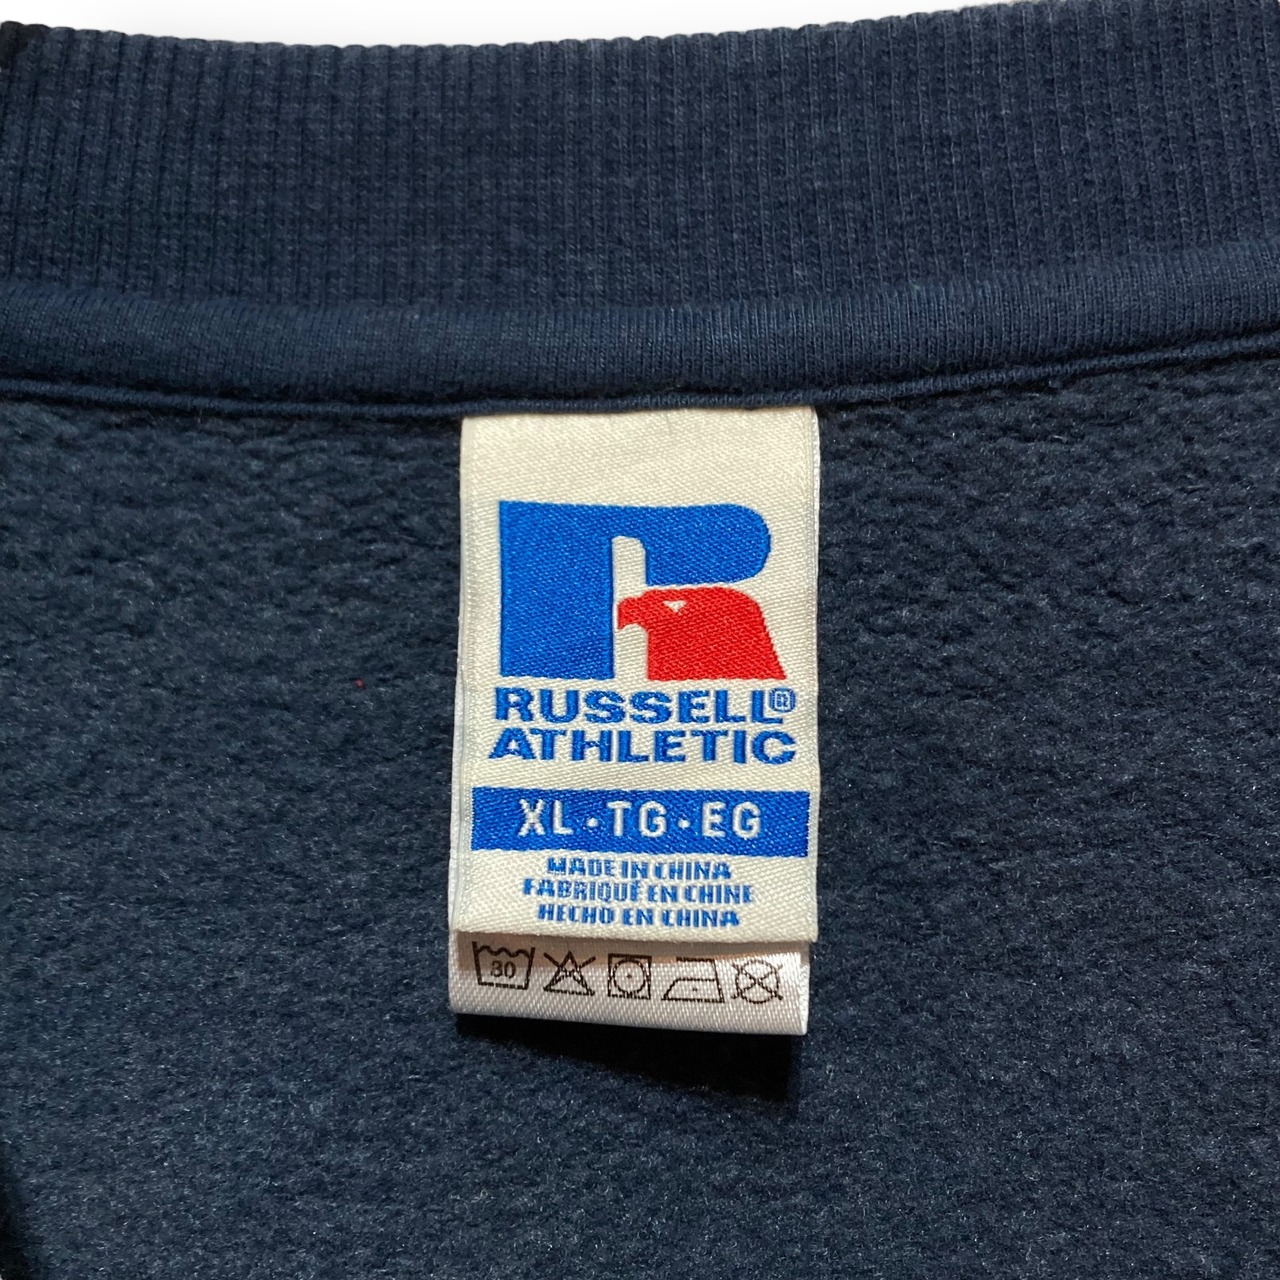 RUSSELL®
ATHLETIC
XL·TG·EG
MADE IN CHINA
FABRIQUÉ EN CHINE
HECHO EN CHINA
30